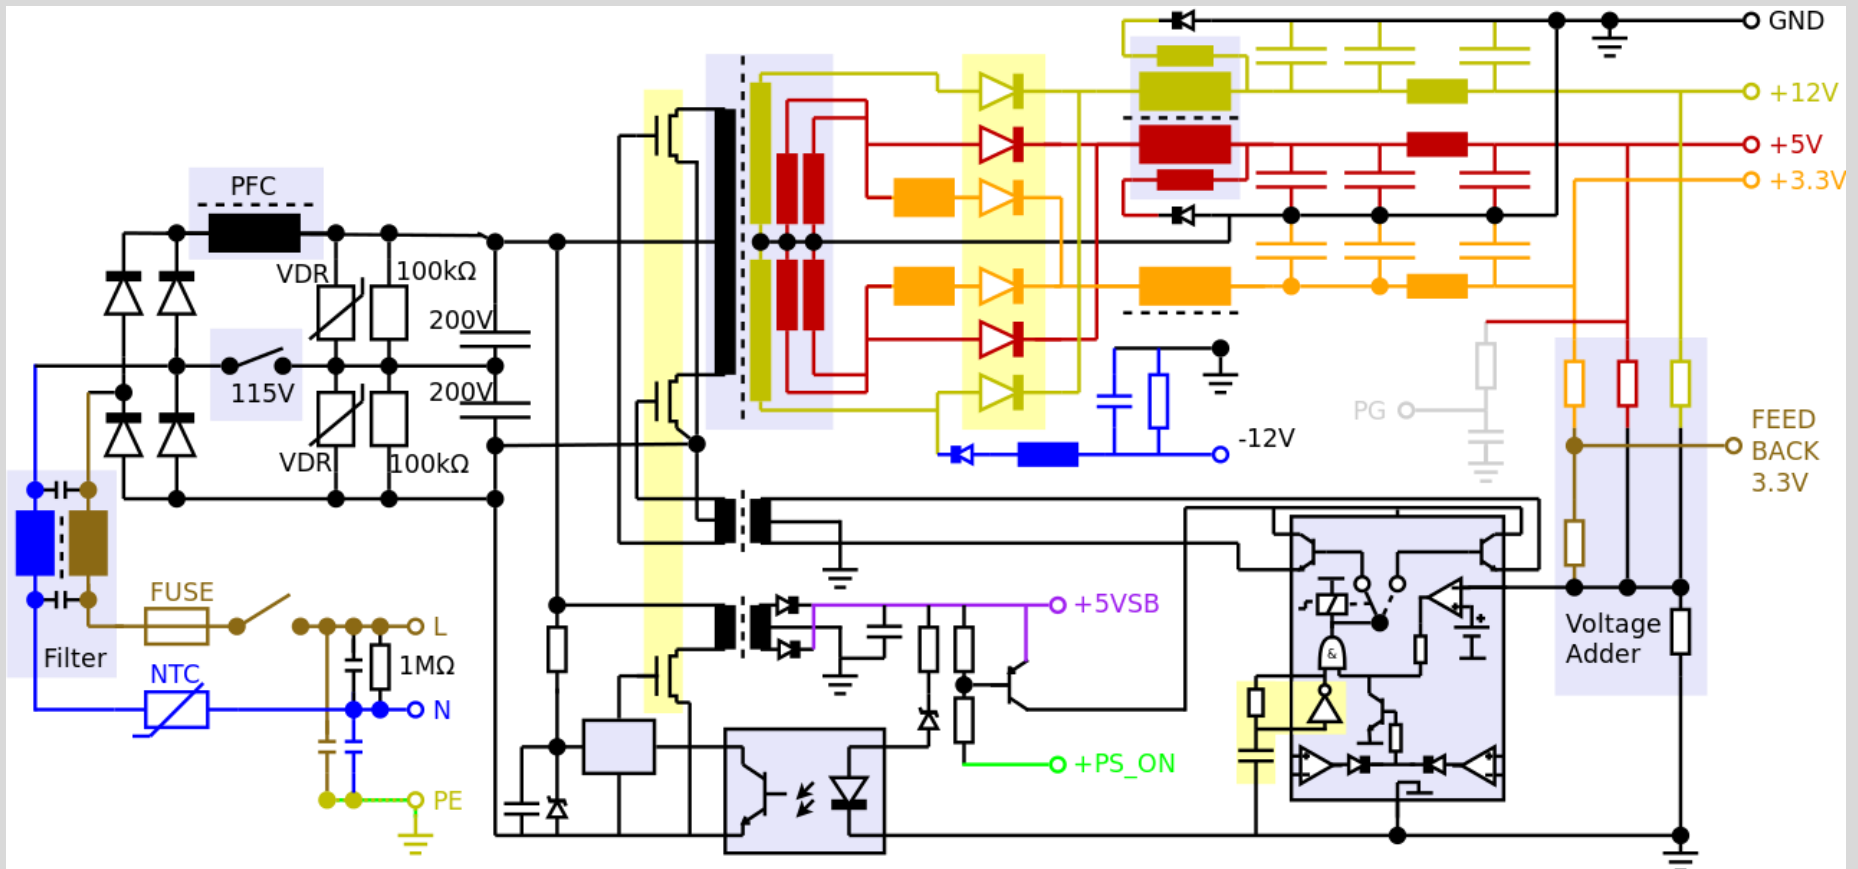 GND
+12V
+5V
+3.3V
PFC
VDR
100kΩ
200V
115V
200V
VDR
100kΩ
-12V
PG
FEED
BACK
3.3V
FUSE
L
Filter
1MΩ
NTC
N
PE
+5VSB
+PS_ON
&
Voltage
Adder